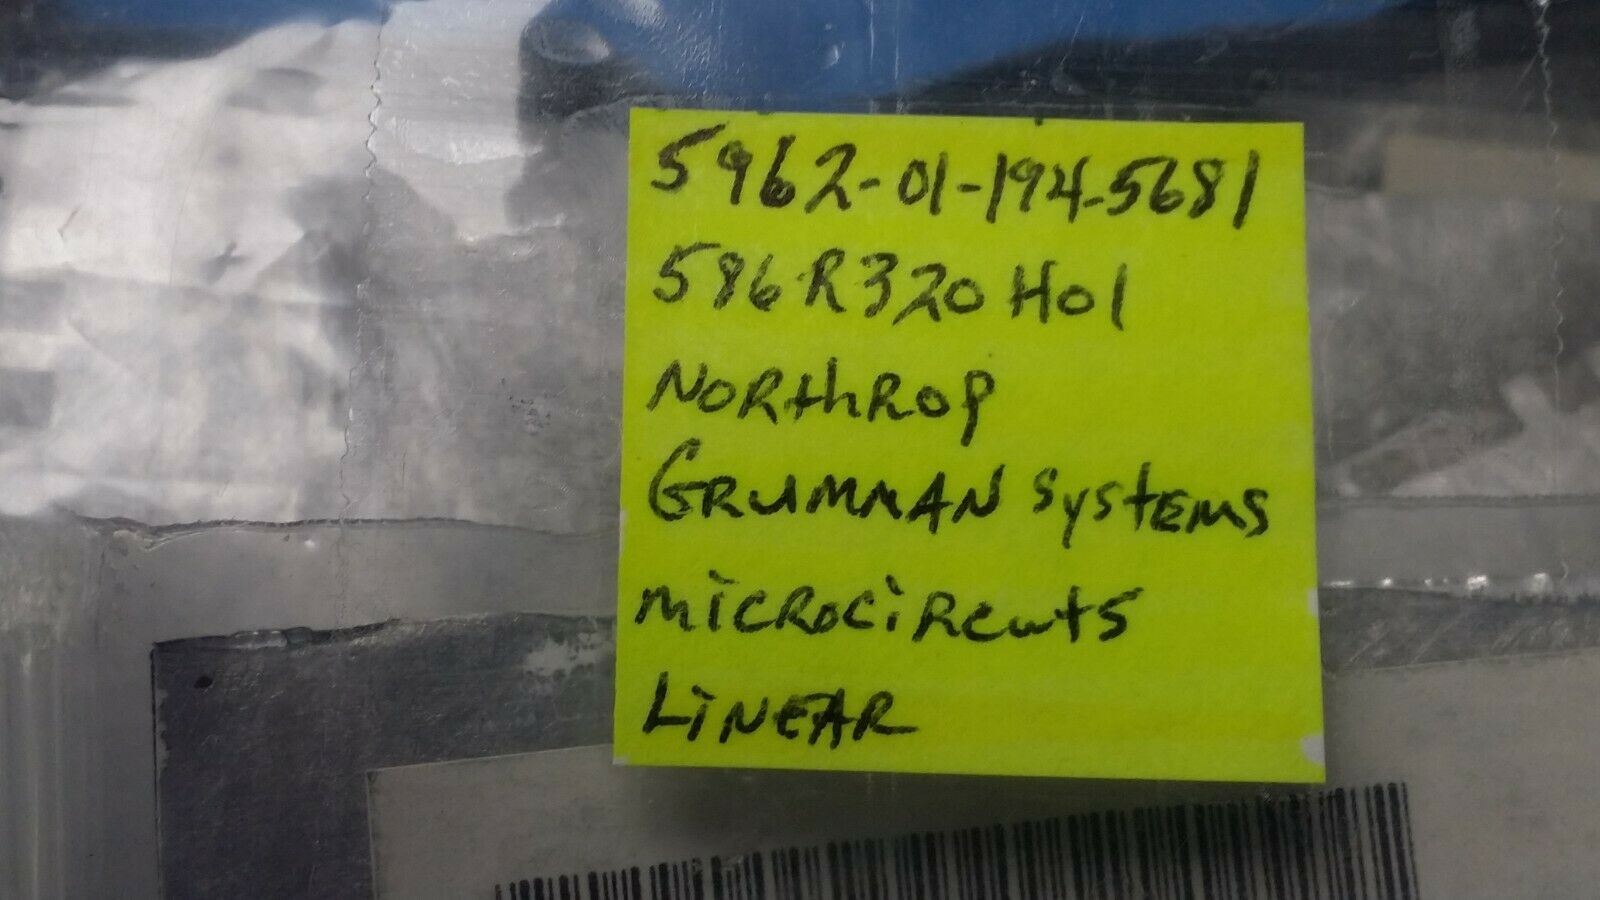 5962-01-194-5681
586R320H01
NORthROP
GRUMMAN SystEMS
MiCROCiRcuts
LiNEAR